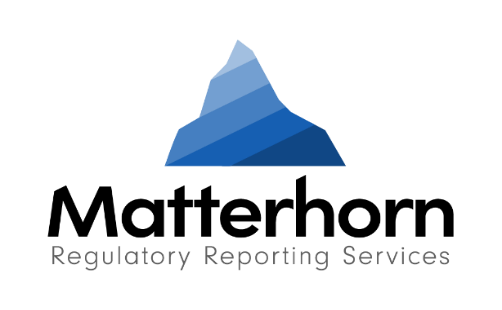 Matterhorn
Regulatory Reporting Services